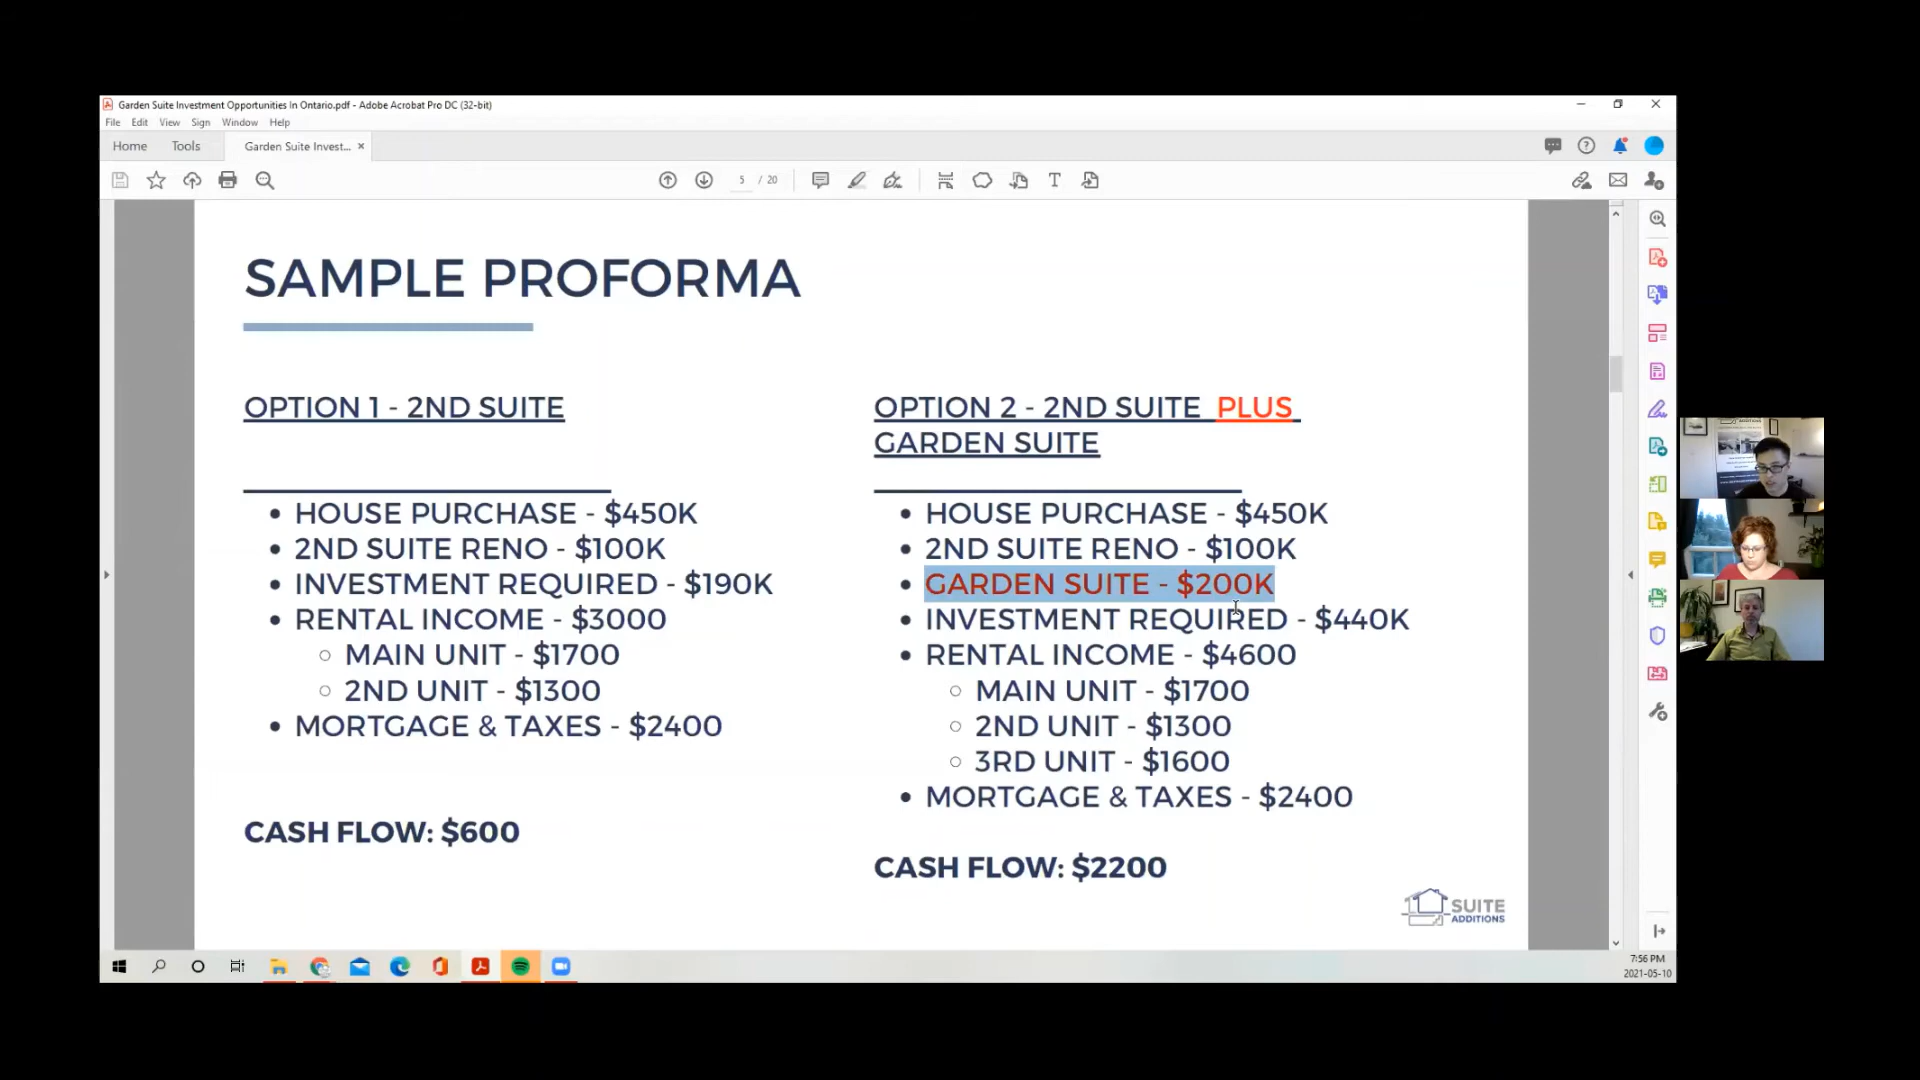 Garden Suite Investment Opportunities In Ontario.pdf - Adobe Acrobat Pro DC (32-bit)
File Edit View Sign Window Help
Home Tools Garden Suite Invest...
5 / 20
SAMPLE PROFORMA
OPTION 1 - 2ND SUITE
HOUSE PURCHASE - $450K
2ND SUITE RENO - $100K
INVESTMENT REQUIRED - $190K
RENTAL INCOME - $3000
MAIN UNIT - $1700
2ND UNIT - $1300
MORTGAGE & TAXES - $2400
CASH FLOW: $600
OPTION 2 - 2ND SUITE PLUS
GARDEN SUITE
HOUSE PURCHASE - $450K
2ND SUITE RENO - $100K
GARDEN SUITE - $200K
INVESTMENT REQUIRED - $440K
RENTAL INCOME - $4600
MAIN UNIT - $1700
2ND UNIT - $1300
3RD UNIT - $1600
MORTGAGE & TAXES - $2400
CASH FLOW: $2200
SUITE
ADDITIONS
7:56 PM
2021-05-10